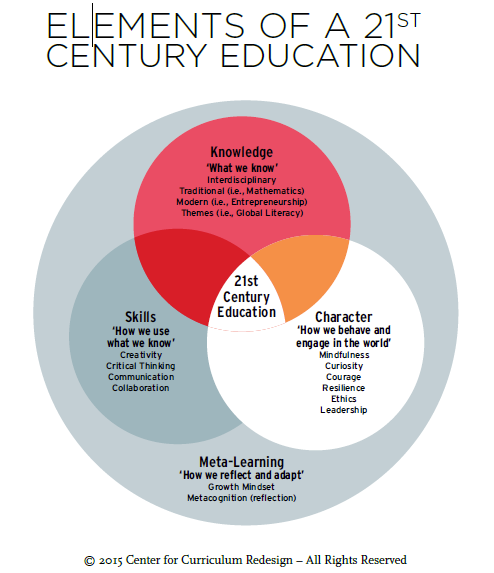 ELEMENTS OF A 21ST
CENTURY EDUCATION
Knowledge
‘What we know’
Interdisciplinary
Traditional (i.e., Mathematics)
Modern (i.e., Entrepreneurship)
Themes (i.e., Global Literacy)
21st
Century
Education
Skills
‘How we use
what we know’
Creativity
Critical Thinking
Communication
Collaboration
Character
‘How we behave and
engage in the world’
Mindfulness
Curiosity
Courage
Resilience
Ethics
Leadership
Meta-Learning
‘How we reflect and adapt’
Growth Mindset
Metacognition (reflection)
© 2015 Center for Curriculum Redesign – All Rights Reserved